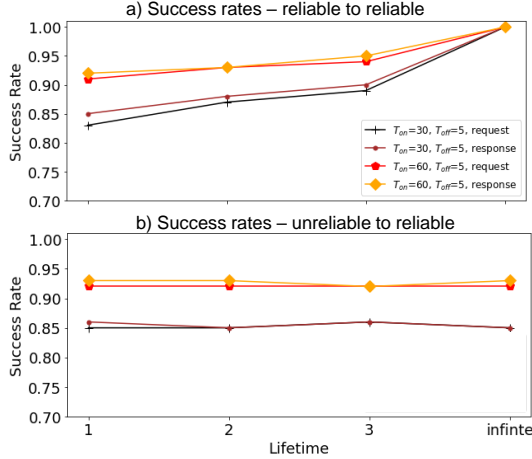 a) Success rates – reliable to reliable
1.00
0.95
0.90
0.85
0.80
0.75
0.70
Success Rate
T_on=30, T_off=5, request
T_on=30, T_off=5, response
T_on=60, T_off=5, request
T_on=60, T_off=5, response
b) Success rates – unreliable to reliable
1.00
0.95
0.90
0.85
0.80
0.75
0.70
Success Rate
1 2 3 infinte
Lifetime